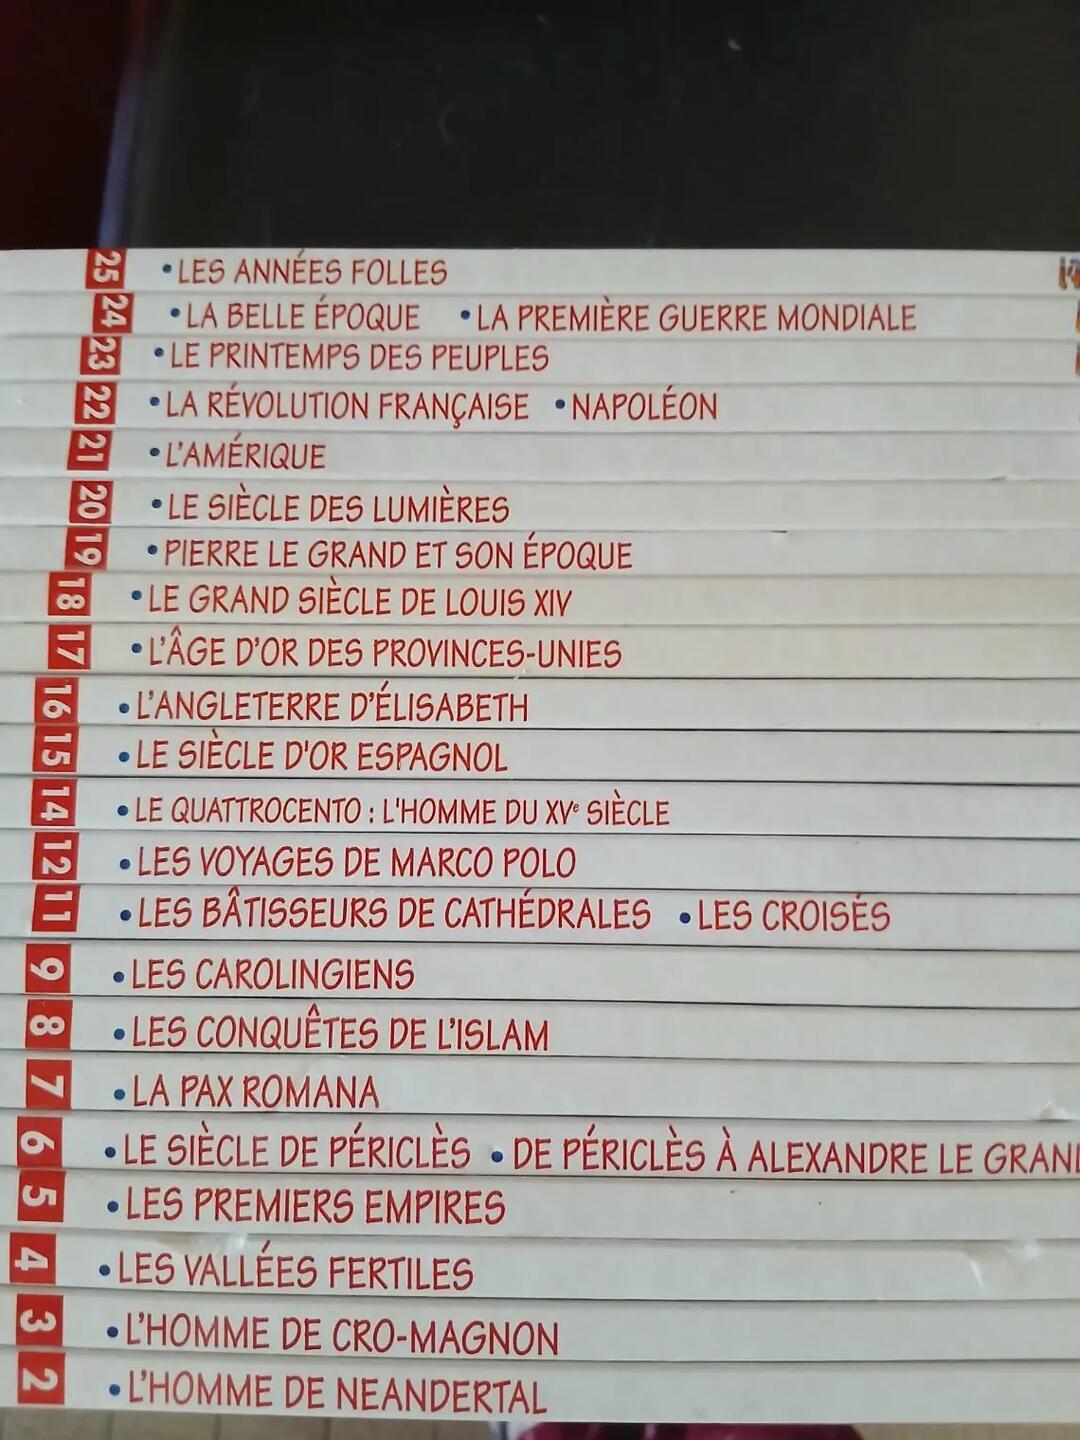 25 • LES ANNÉES FOLLES
24 • LA BELLE ÉPOQUE • LA PREMIÈRE GUERRE MONDIALE
23 • LE PRINTEMPS DES PEUPLES
22 • LA RÉVOLUTION FRANÇAISE • NAPOLÉON
21 • L'AMÉRIQUE
20 • LE SIÈCLE DES LUMIÈRES
19 • PIERRE LE GRAND ET SON ÉPOQUE
18 • LE GRAND SIÈCLE DE LOUIS XIV
17 • L'ÂGE D'OR DES PROVINCES-UNIES
16 • L'ANGLETERRE D'ÉLISABETH
15 • LE SIÈCLE D'OR ESPAGNOL
14 • LE QUATTROCENTO : L'HOMME DU XVe SIÈCLE
12 • LES VOYAGES DE MARCO POLO
11 • LES BÂTISSEURS DE CATHÉDRALES • LES CROISÉS
9 • LES CAROLINGIENS
8 • LES CONQUÊTES DE L'ISLAM
7 • LA PAX ROMANA
6 • LE SIÈCLE DE PÉRICLÈS • DE PÉRICLÈS À ALEXANDRE LE GRAN
5 • LES PREMIERS EMPIRES
4 • LES VALLÉES FERTILES
3 • L'HOMME DE CRO-MAGNON
2 • L'HOMME DE NEANDERTAL